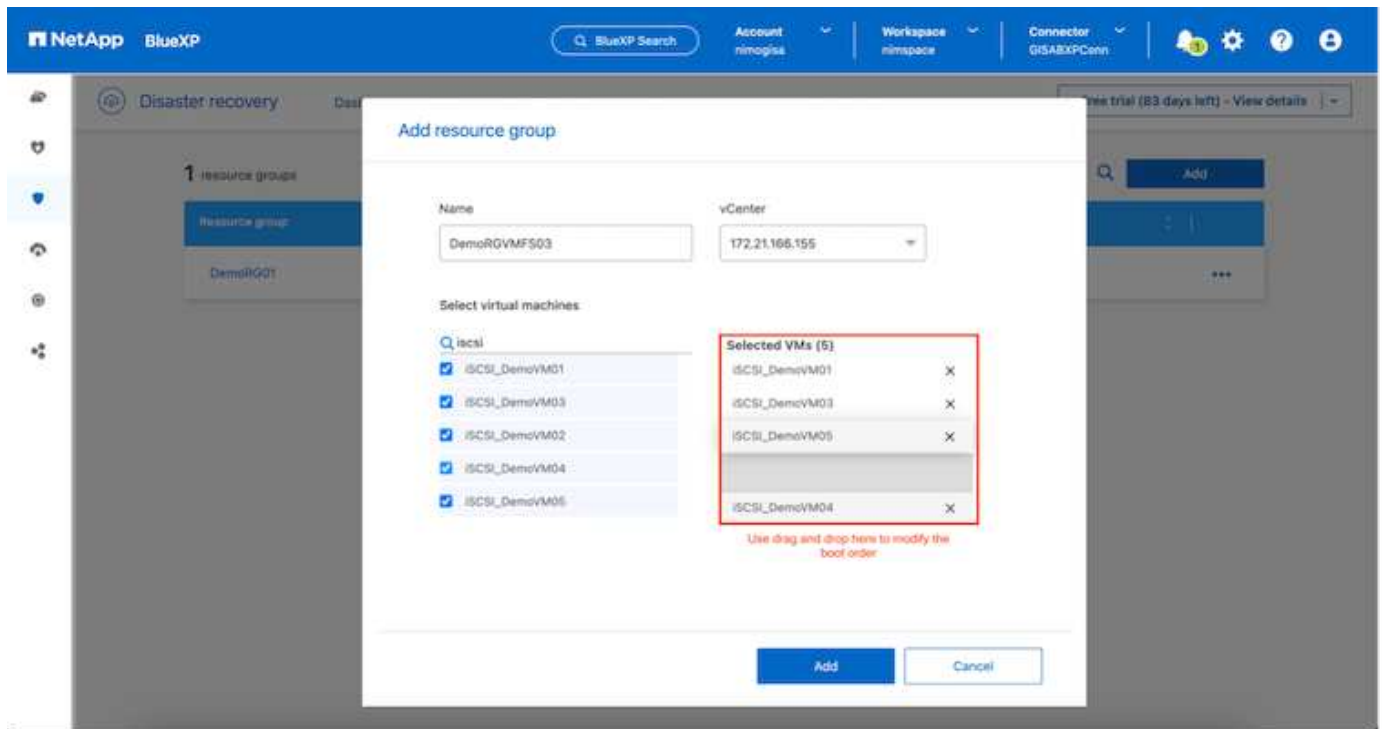 NetApp BlueXP
BlueXP Search
Account
nimogisa
Workspace
nimspace
Connector
GISABXPConn
1
Disaster recovery
Free trial (83 days left) - View details
Add resource group
1 resource groups
Add
Resource group
DemoRG01
Name
vCenter
DemoRGVMFS03
172.21.166.155
Select virtual machines
iscsi
Selected VMs (5)
iSCSI_DemoVM01
iSCSI_DemoVM01
iSCSI_DemoVM03
iSCSI_DemoVM03
iSCSI_DemoVM02
iSCSI_DemoVM05
iSCSI_DemoVM04
iSCSI_DemoVM05
iSCSI_DemoVM04
Use drag and drop here to modify the
boot order
Add
Cancel